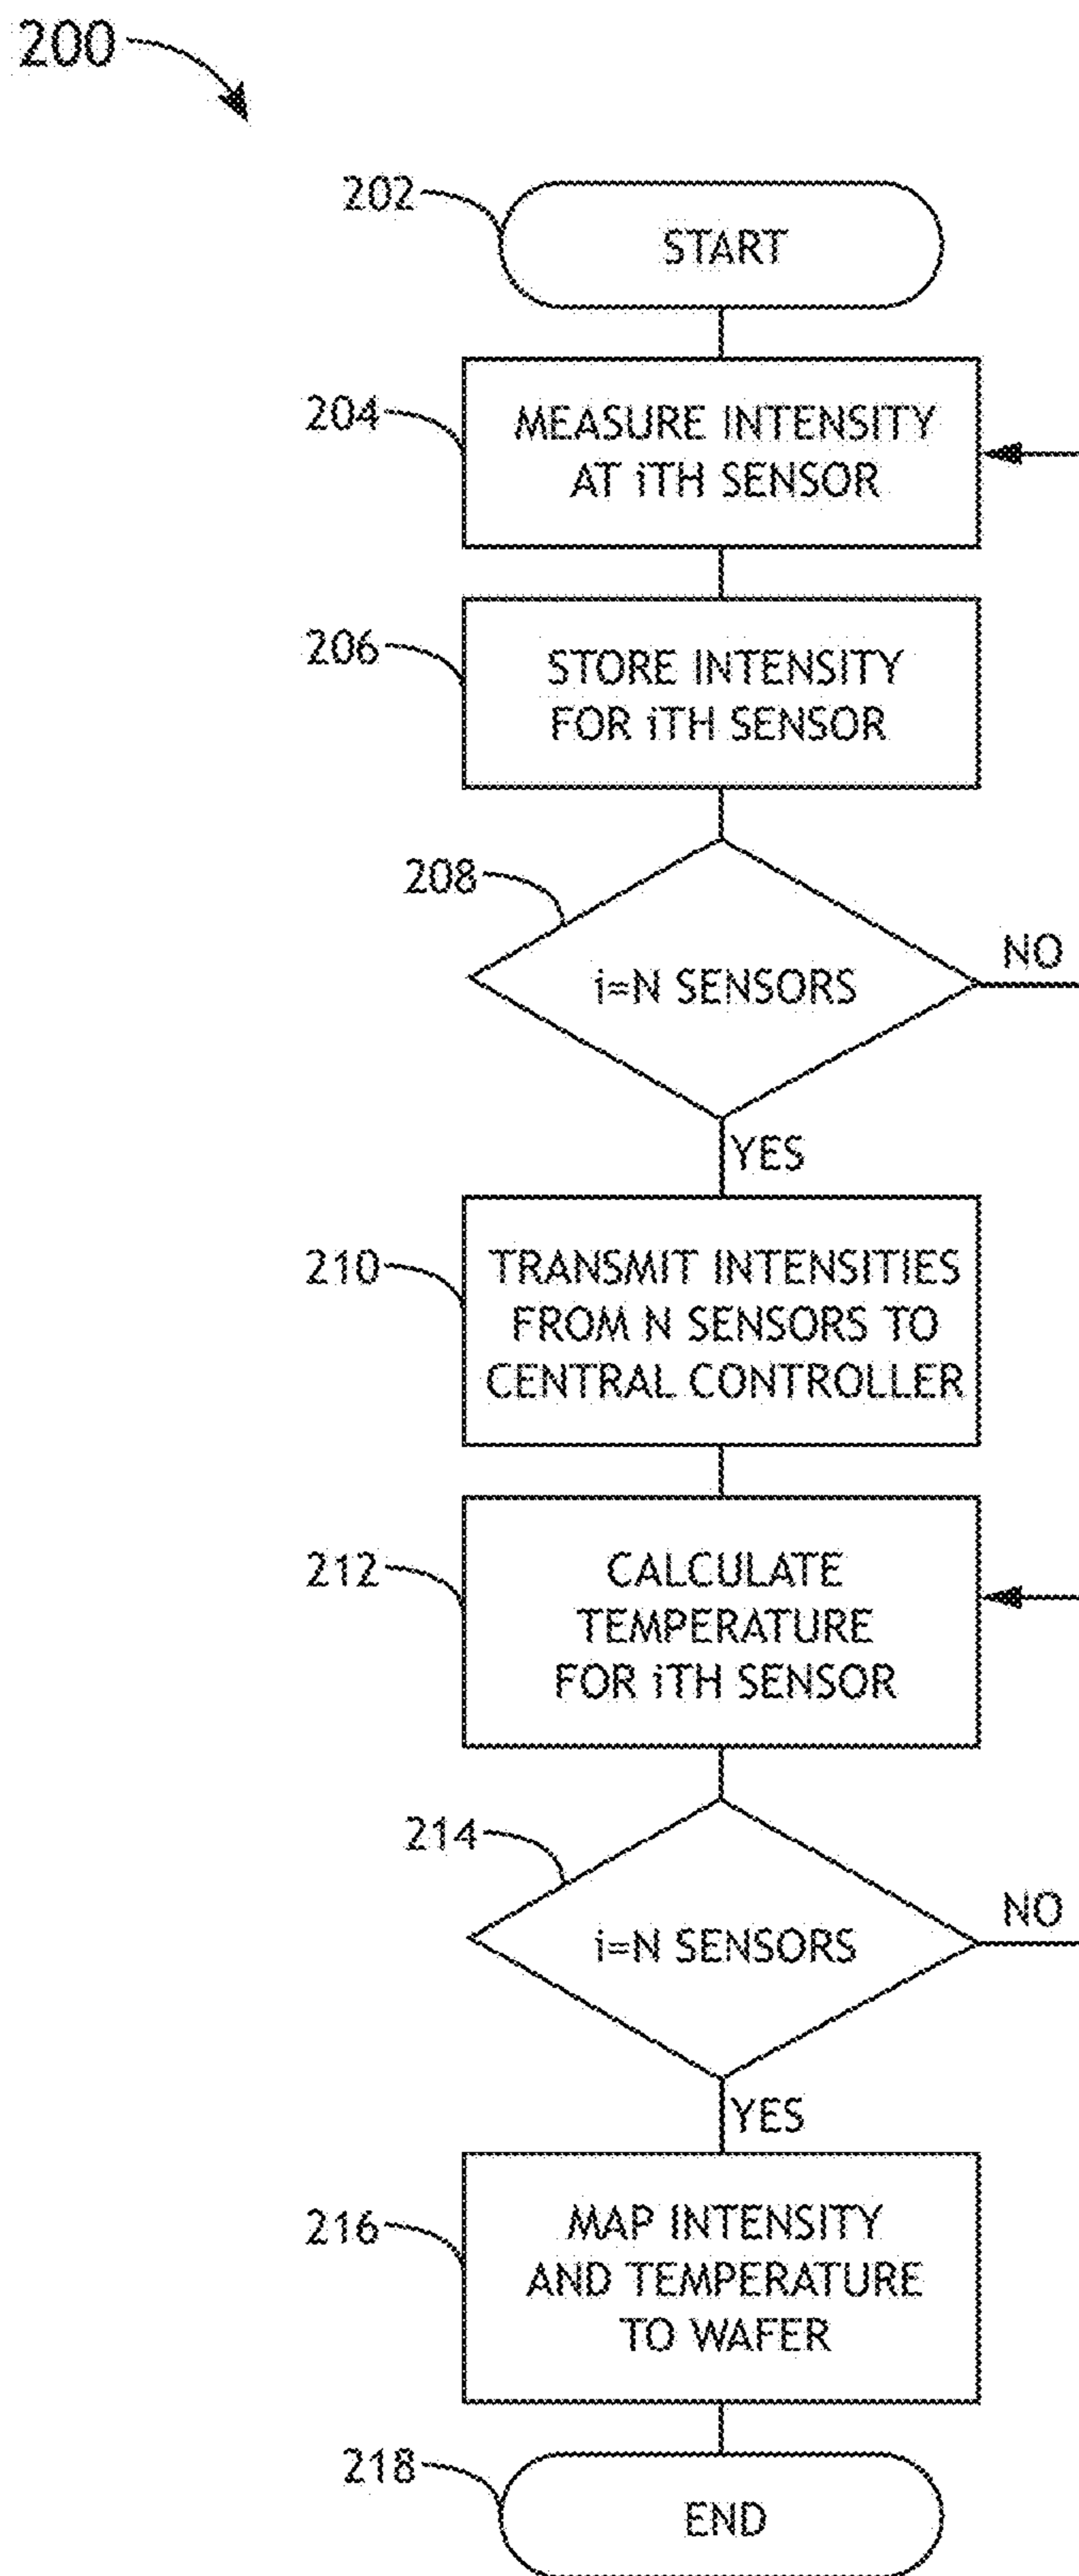 200
202
START
204
MEASURE INTENSITY
AT iTH SENSOR
206
STORE INTENSITY
FOR iTH SENSOR
208
i=N SENSORS
NO
YES
210
TRANSMIT INTENSITIES
FROM N SENSORS TO
CENTRAL CONTROLLER
212
CALCULATE
TEMPERATURE
FOR iTH SENSOR
214
i=N SENSORS
NO
YES
216
MAP INTENSITY
AND TEMPERATURE
TO WAFER
218
END